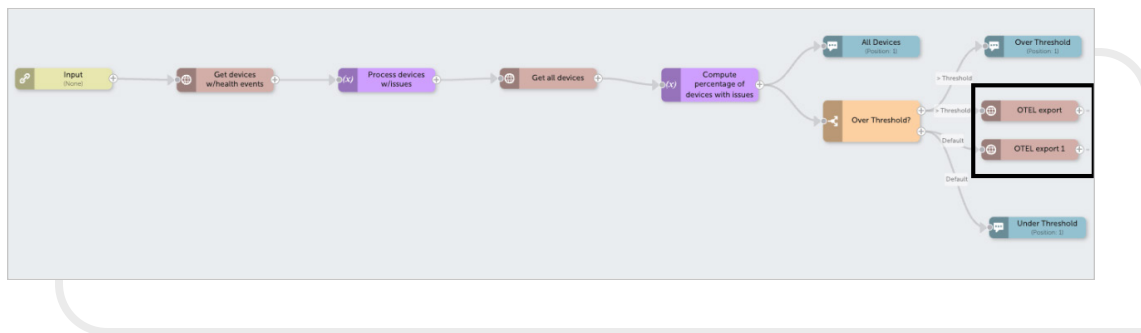 Input
(None)
Get devices
w/health events
Process devices
w/issues
Get all devices
Compute
percentage of
devices with issues
All Devices
(Position: 1)
Over Threshold?
> Threshold
> Threshold
Default
Default
Over Threshold
(Position: 1)
OTEL export
OTEL export 1
Under Threshold
(Position: 1)